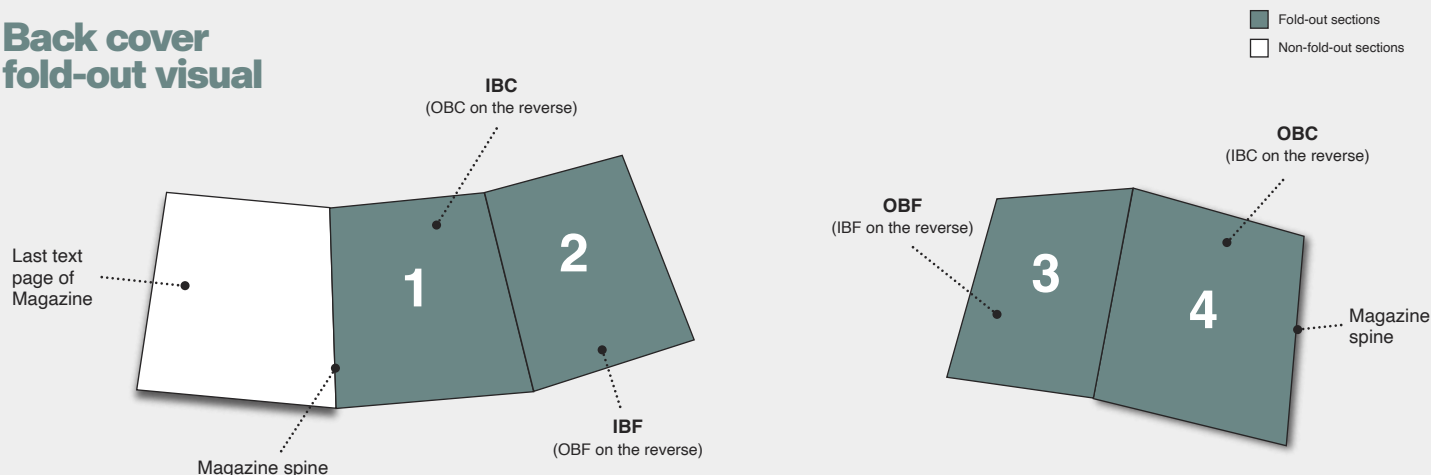 Back cover
fold-out visual
Fold-out sections
Non-fold-out sections
IBC
(OBC on the reverse)
1
2
Last text
page of
Magazine
Magazine spine
IBF
(OBF on the reverse)
OBF
(IBF on the reverse)
OBC
(IBC on the reverse)
3
4
Magazine
spine